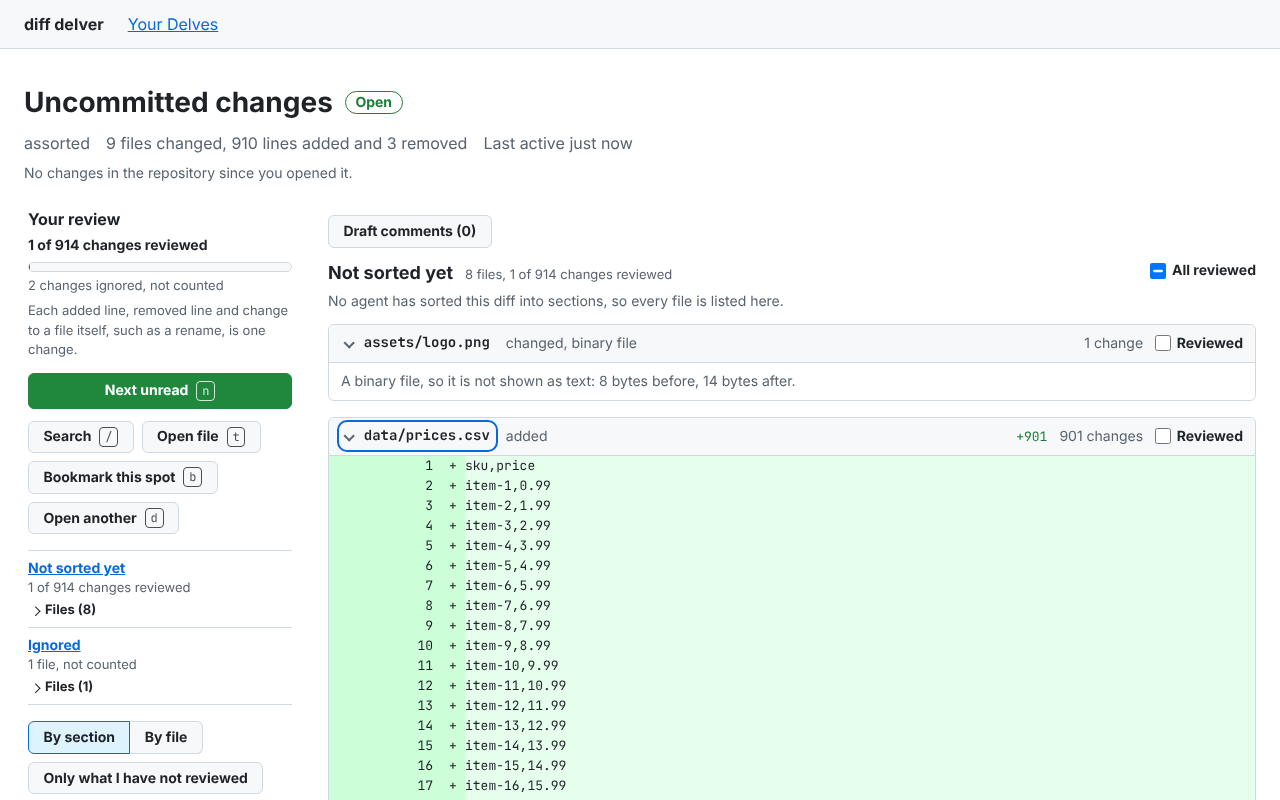 diff delver Your Delves
Uncommitted changes Open
assorted 9 files changed, 910 lines added and 3 removed Last active just now
No changes in the repository since you opened it.
Your review
1 of 914 changes reviewed
2 changes ignored, not counted
Each added line, removed line and change
to a file itself, such as a rename, is one
change.
Next unread n
Search / Open file t
Bookmark this spot b
Open another d
Not sorted yet
1 of 914 changes reviewed
Files (8)
Ignored
1 file, not counted
Files (1)
By section By file
Only what I have not reviewed
Draft comments (0)
Not sorted yet 8 files, 1 of 914 changes reviewed All reviewed
No agent has sorted this diff into sections, so every file is listed here.
assets/logo.png changed, binary file 1 change Reviewed
A binary file, so it is not shown as text: 8 bytes before, 14 bytes after.
data/prices.csv added +901 901 changes Reviewed
1 + sku,price
2 + item-1,0.99
3 + item-2,1.99
4 + item-3,2.99
5 + item-4,3.99
6 + item-5,4.99
7 + item-6,5.99
8 + item-7,6.99
9 + item-8,7.99
10 + item-9,8.99
11 + item-10,9.99
12 + item-11,10.99
13 + item-12,11.99
14 + item-13,12.99
15 + item-14,13.99
16 + item-15,14.99
17 + item-16,15.99